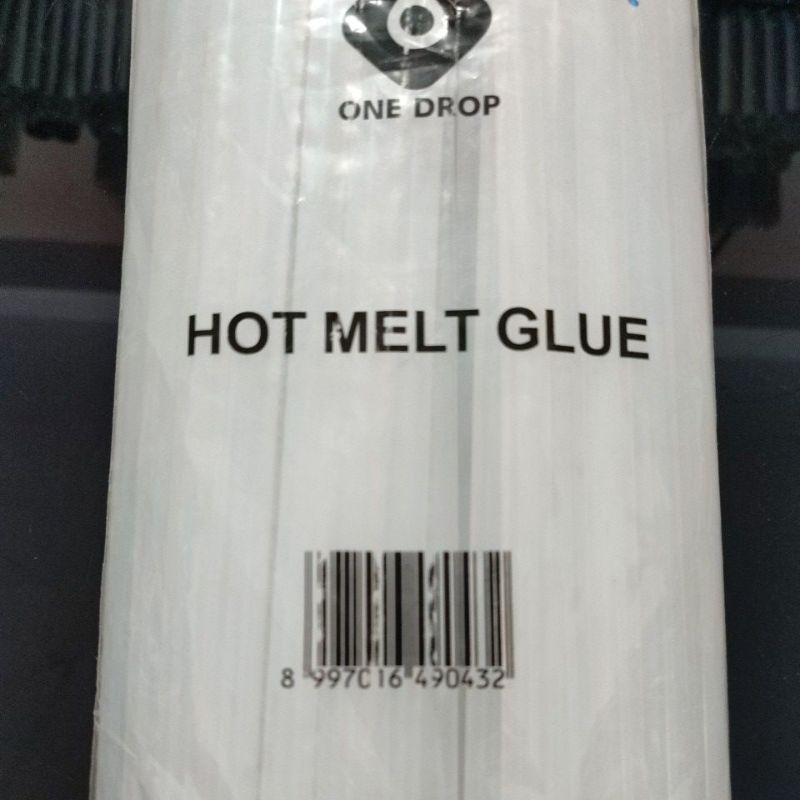 ONE DROP
HOT MELT GLUE
8 997016 490432